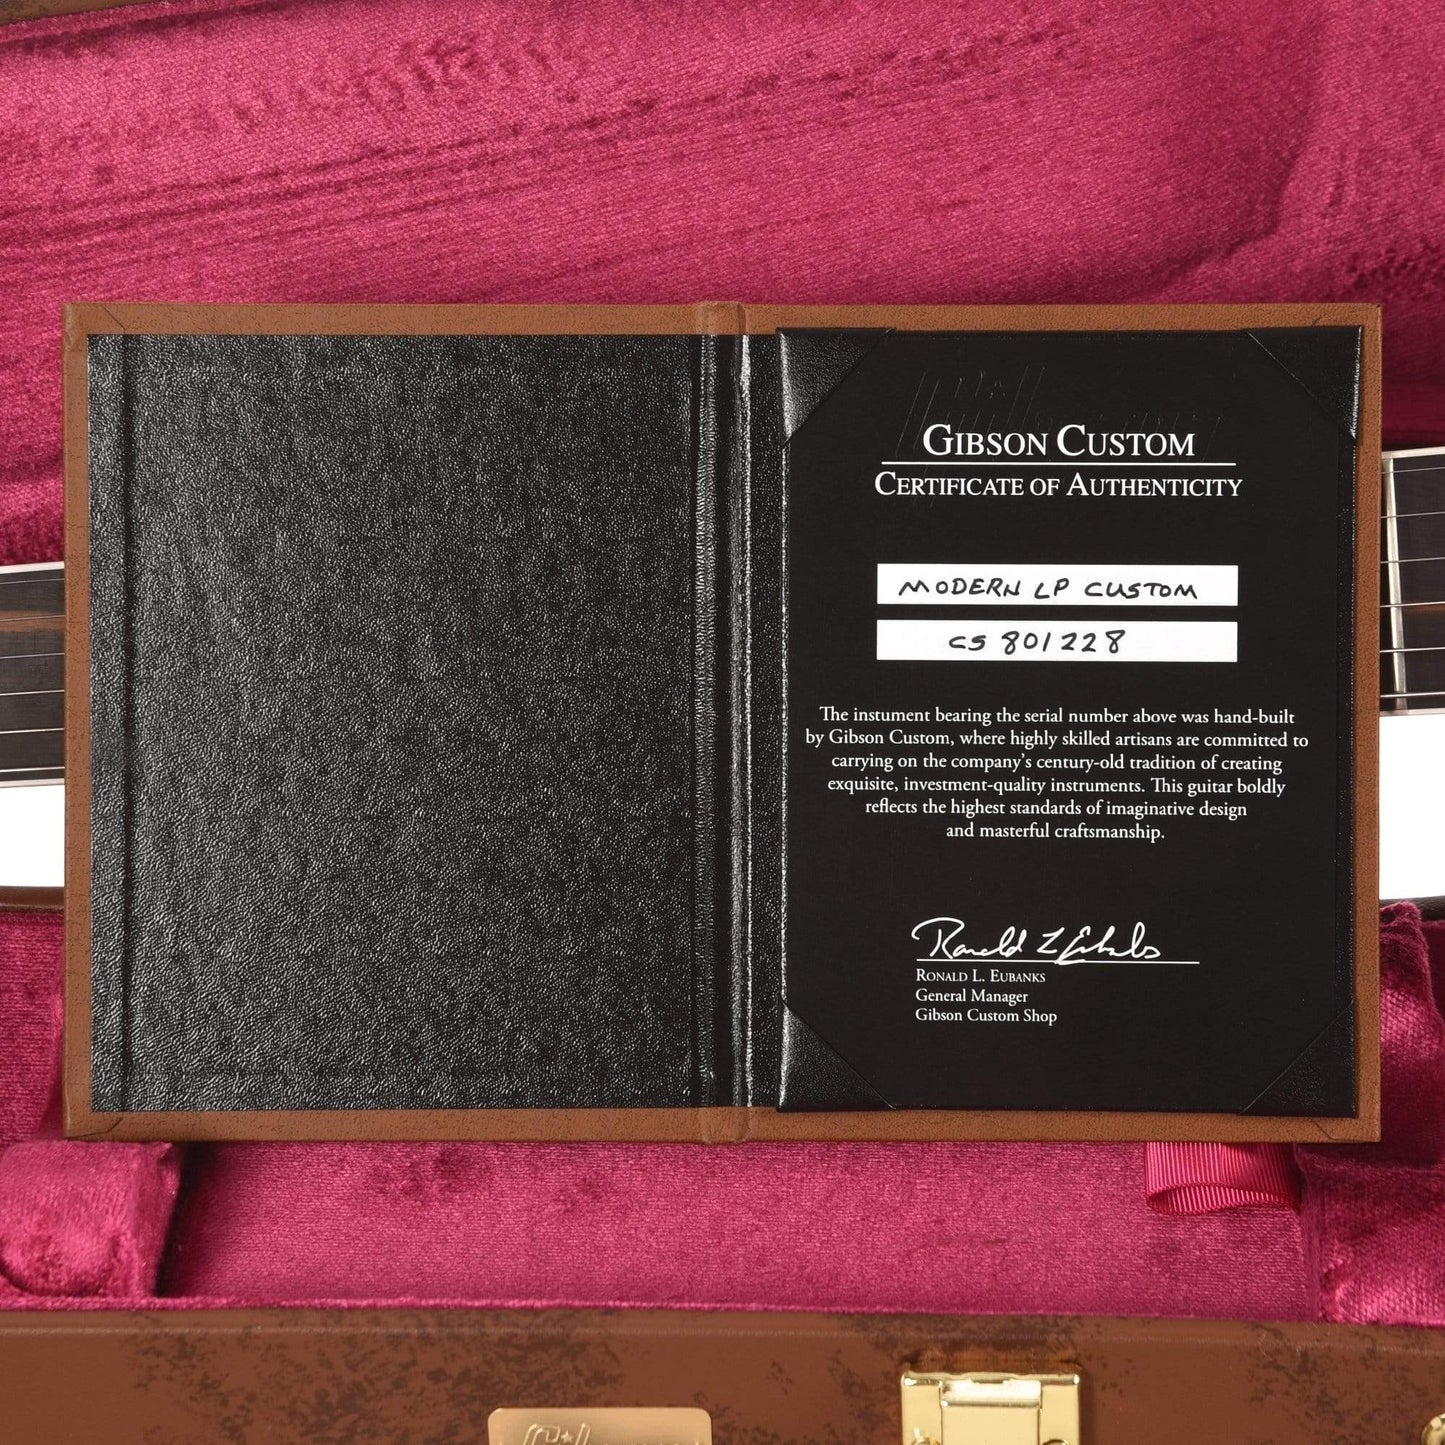 GIBSON CUSTOM
CERTIFICATE OF AUTHENTICITY
MODERN LP CUSTOM
CS 801228
The instument bearing the serial number above was hand-built
by Gibson Custom, where highly skilled artisans are committed to
carrying on the company's century-old tradition of creating
exquisite, investment-quality instruments. This guitar boldly
reflects the highest standards of imaginative design
and masterful craftsmanship.
Ronald L Eubanks
RONALD L. EUBANKS
General Manager
Gibson Custom Shop